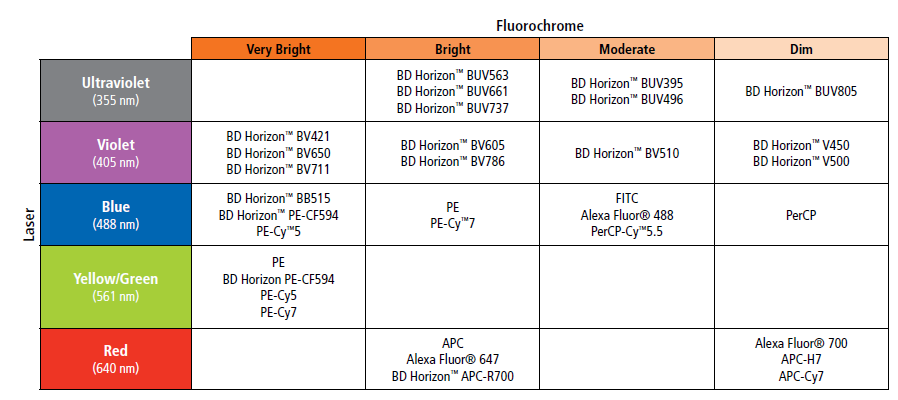 Fluorochrome
Very Bright
Bright
Moderate
Dim
Laser
Ultraviolet
(355 nm)
BD Horizon™ BUV563
BD Horizon™ BUV661
BD Horizon™ BUV737
BD Horizon™ BUV395
BD Horizon™ BUV496
BD Horizon™ BUV805
Violet
(405 nm)
BD Horizon™ BV421
BD Horizon™ BV650
BD Horizon™ BV711
BD Horizon™ BV605
BD Horizon™ BV786
BD Horizon™ BV510
BD Horizon™ V450
BD Horizon™ V500
Blue
(488 nm)
BD Horizon™ BB515
BD Horizon™ PE-CF594
PE-Cy™5
PE
PE-Cy™7
FITC
Alexa Fluor® 488
PerCP-Cy™5.5
PerCP
Yellow/Green
(561 nm)
PE
BD Horizon PE-CF594
PE-Cy5
PE-Cy7
Red
(640 nm)
APC
Alexa Fluor® 647
BD Horizon™ APC-R700
Alexa Fluor® 700
APC-H7
APC-Cy7